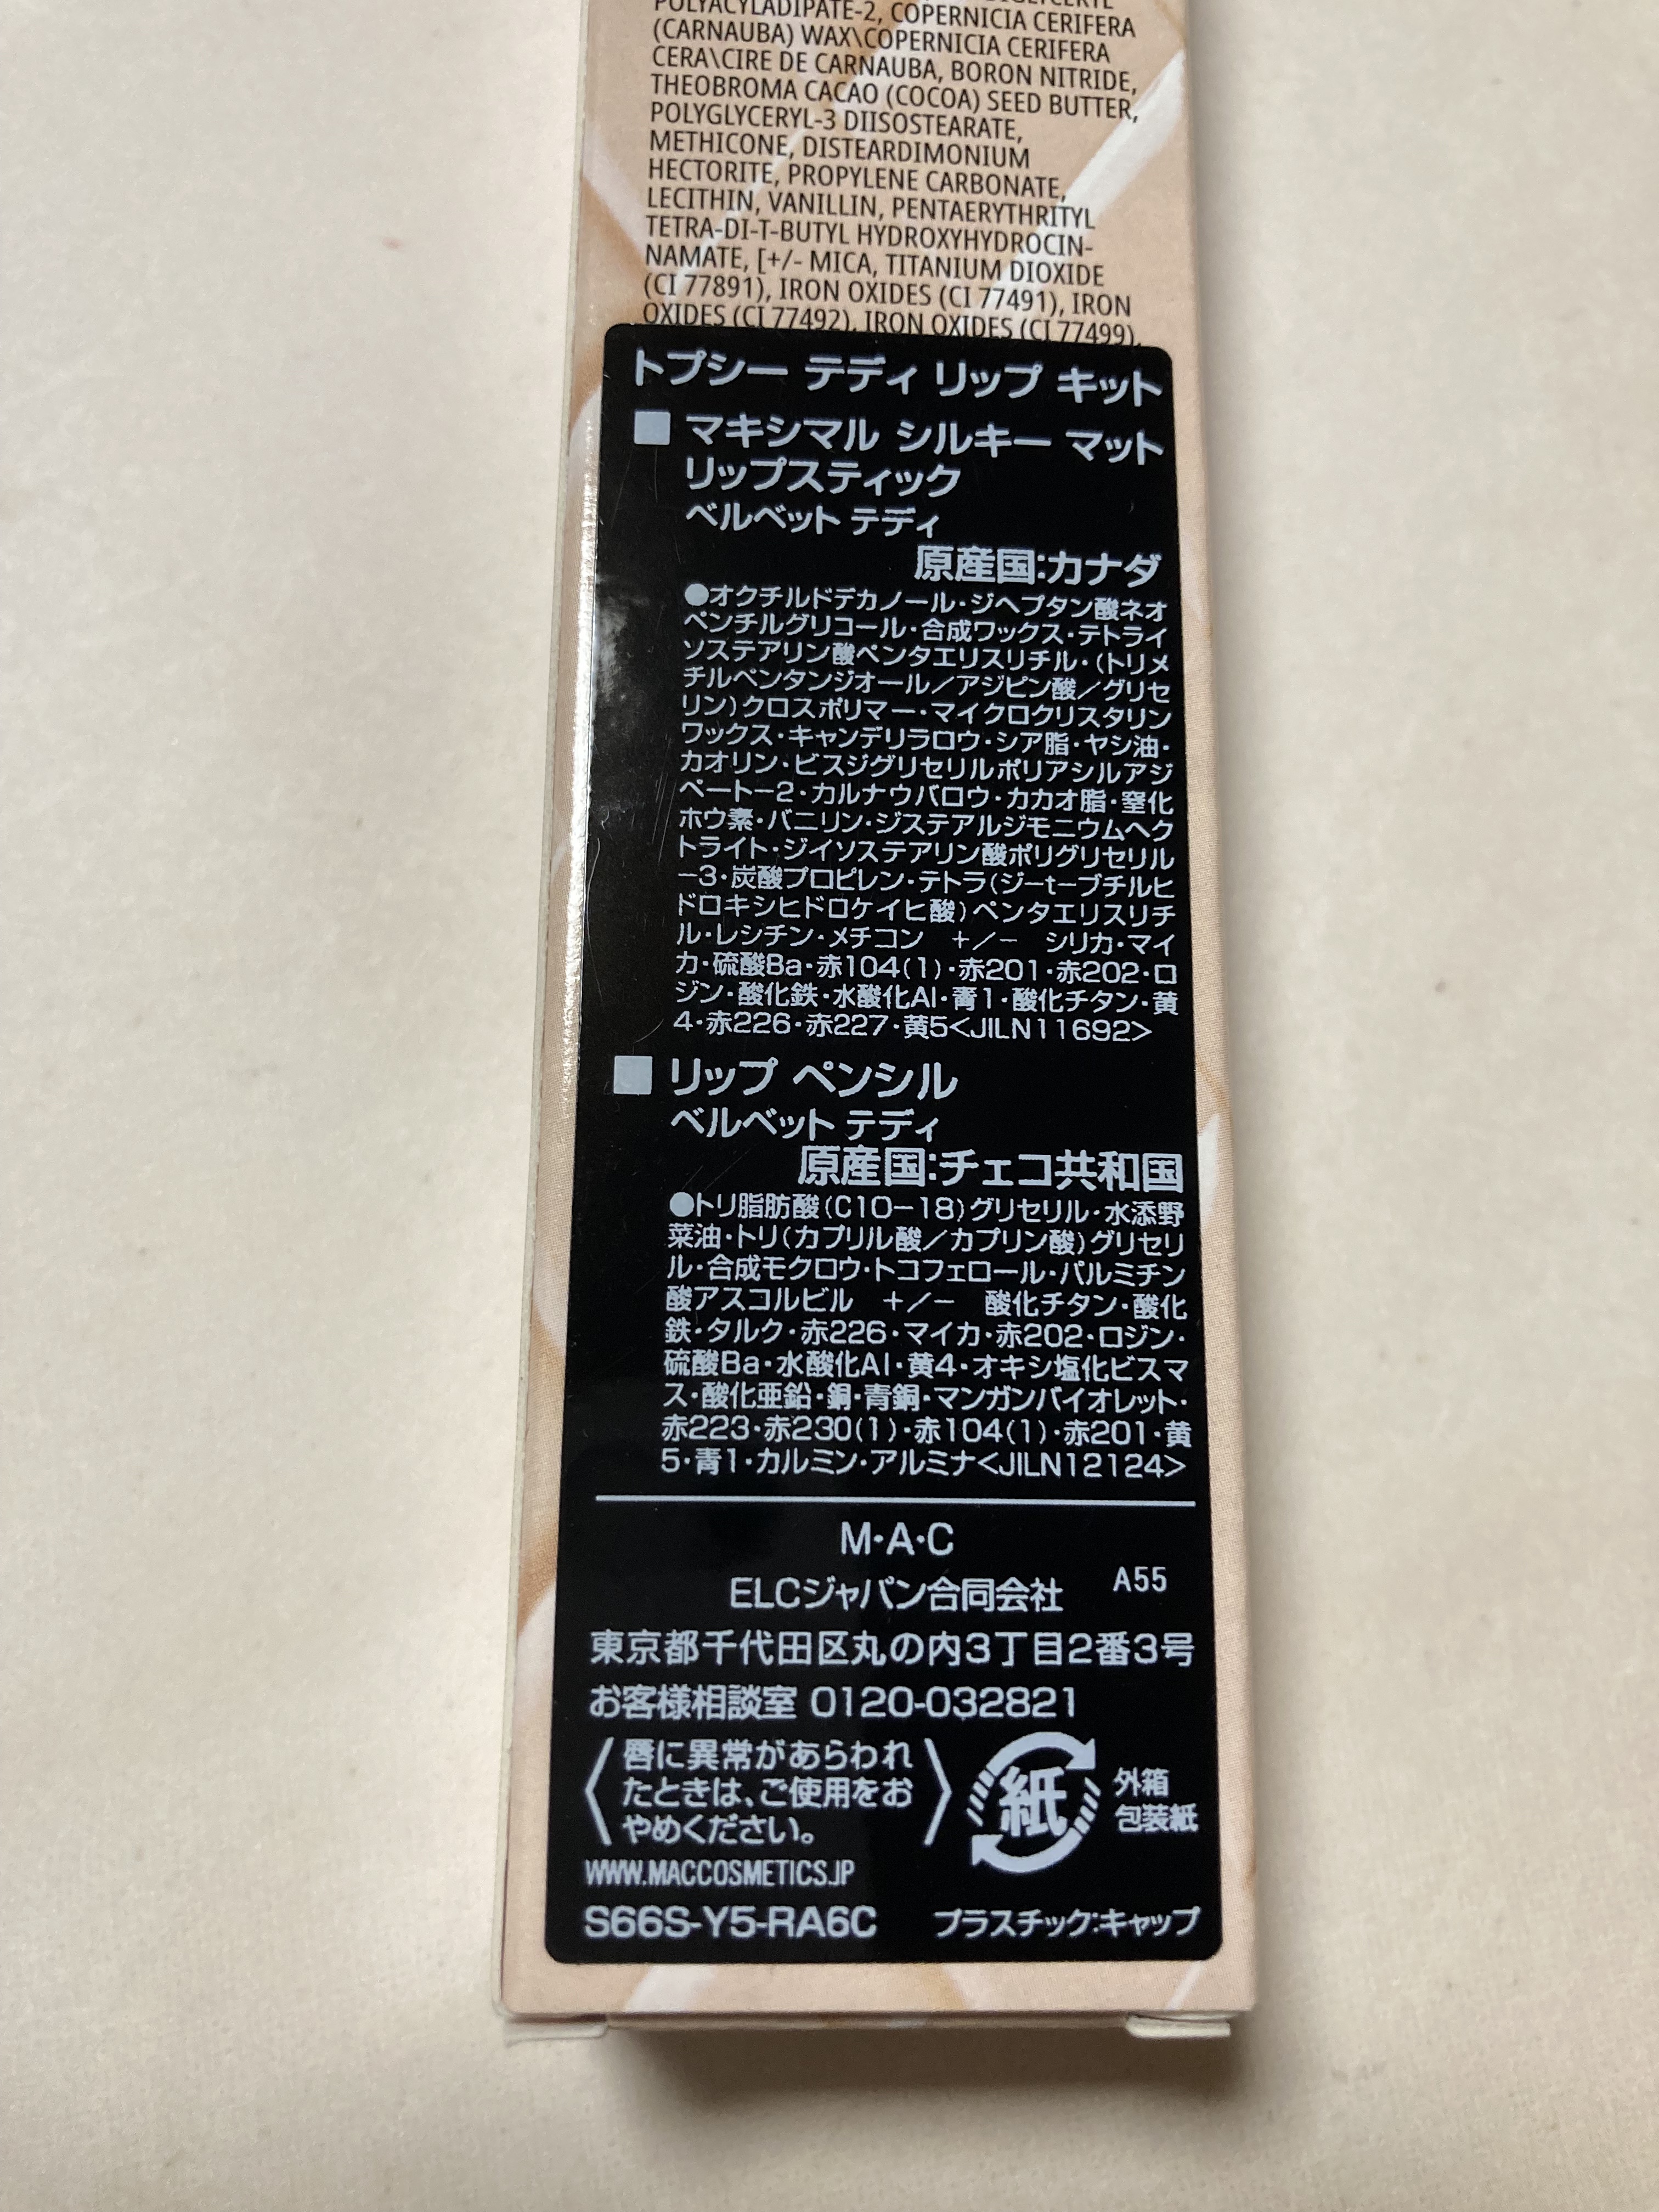 POLYACYLADIPATE-2, COPERNICIA CERIFERA
(CARNAUBA) WAX\COPERNICIA CERIFERA
CERA\CIRE DE CARNAUBA, BORON NITRIDE,
THEOBROMA CACAO (COCOA) SEED BUTTER,
POLYGLYCERYL-3 DIISOSTEARATE,
METHICONE, DISTEARDIMONIUM
HECTORITE, PROPYLENE CARBONATE,
LECITHIN, VANILLIN, PENTAERYTHRITYL
TETRA-DI-T-BUTYL HYDROXYHYDROCIN-
NAMATE, [+/- MICA, TITANIUM DIOXIDE
(CI 77891), IRON OXIDES (CI 77491), IRON
OXIDES (CI 77492), IRON OXIDES (CI 77499),
トプシー テディ リップ キット
■ マキシマル シルキー マット
リップスティック
ベルベット テディ
原産国:カナダ
●オクチルドデカノール・ジヘプタン酸ネオ
ペンチルグリコール・合成ワックス・テトライ
ソステアリン酸ペンタエリスリチル・(トリメ
チルペンタンジオール/アジピン酸/グリセ
リン)クロスポリマー・マイクロクリスタリン
ワックス・キャンデリラロウ・シア脂・ヤシ油・
カオリン・ビスジグリセリルポリアシルアジ
ペート-2・カルナウバロウ・カカオ脂・窒化
ホウ素・バニリン・ジステアルジモニウムヘク
トライト・ジイソステアリン酸ポリグリセリル
-3・炭酸プロピレン・テトラ(ジ-t-ブチルヒ
ドロキシヒドロケイヒ酸)ペンタエリスリチ
ル・レシチン・メチコン +/- シリカ・マイ
カ・硫酸Ba・赤104(1)・赤201・赤202・ロ
ジン・酸化鉄・水酸化Al・青1・酸化チタン・黄
4・赤226・赤227・黄5<JILN11692>
■ リップ ペンシル
ベルベット テディ
原産国:チェコ共和国
●トリ脂肪酸(C10-18)グリセリル・水添野
菜油・トリ(カプリル酸/カプリン酸)グリセリ
ル・合成モクロウ・トコフェロール・パルミチン
酸アスコルビル +/- 酸化チタン・酸化
鉄・タルク・赤226・マイカ・赤202・ロジン・
硫酸Ba・水酸化Al・黄4・オキシ塩化ビスマ
ス・酸化亜鉛・銅・青銅・マンガンバイオレット・
赤223・赤230(1)・赤104(1)・赤201・黄
5・青1・カルミン・アルミナ<JILN12124>
M・A・C
ELCジャパン合同会社 A55
東京都千代田区丸の内3丁目2番3号
お客様相談室 0120-032821
〈唇に異常があらわれ
たときは、ご使用をお
やめください。〉
紙 外箱
包装紙
WWW.MACCOSMETICS.JP
S66S-Y5-RA6C プラスチック:キャップ